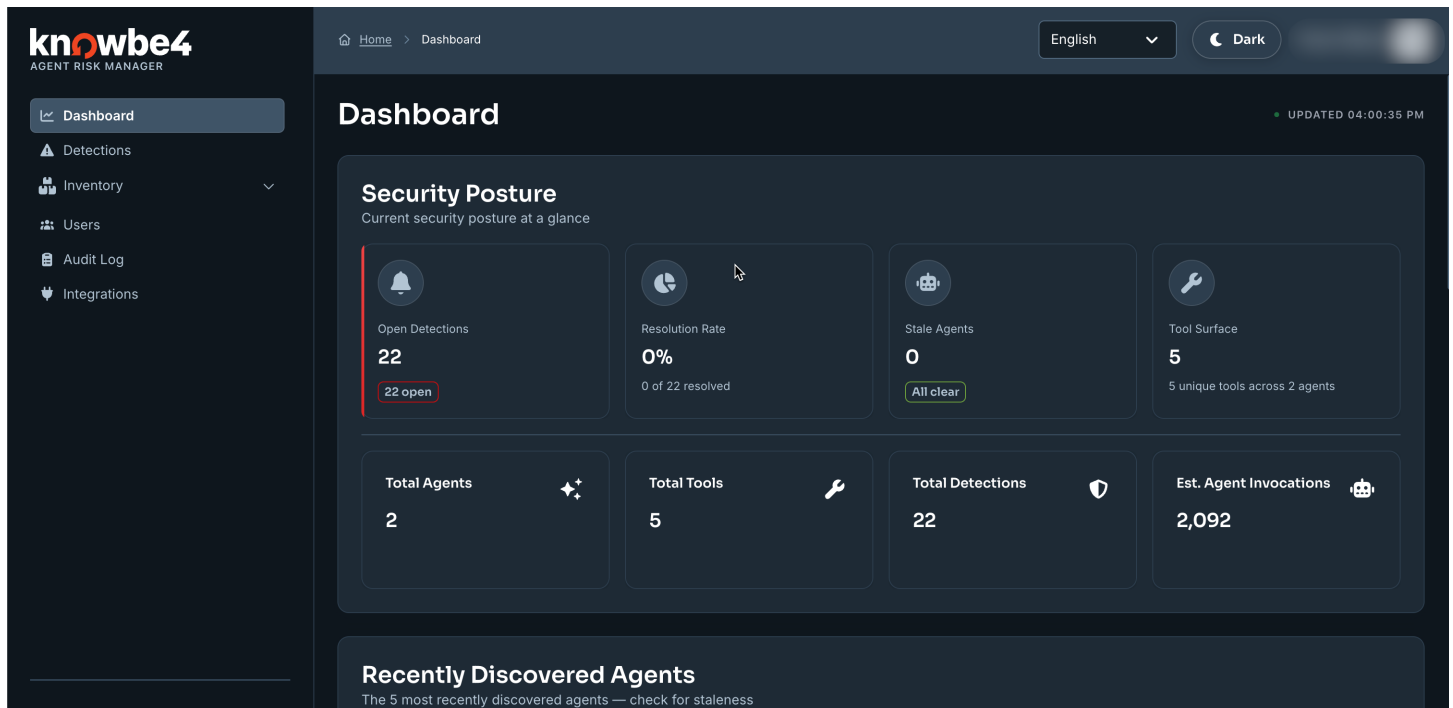 knowbe4
AGENT RISK MANAGER
Dashboard
Detections
Inventory
Users
Audit Log
Integrations
Home > Dashboard
English
Dark
Dashboard
UPDATED 04:00:35 PM
Security Posture
Current security posture at a glance
Open Detections
22
22 open
Resolution Rate
0%
0 of 22 resolved
Stale Agents
0
All clear
Tool Surface
5
5 unique tools across 2 agents
Total Agents
2
Total Tools
5
Total Detections
22
Est. Agent Invocations
2,092
Recently Discovered Agents
The 5 most recently discovered agents — check for staleness